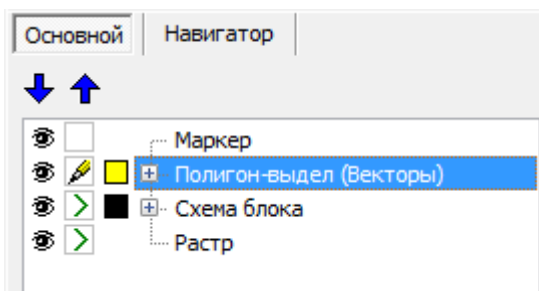 Основной Навигатор
Маркер
Полигон-выдел (Векторы)
Схема блока
Растр